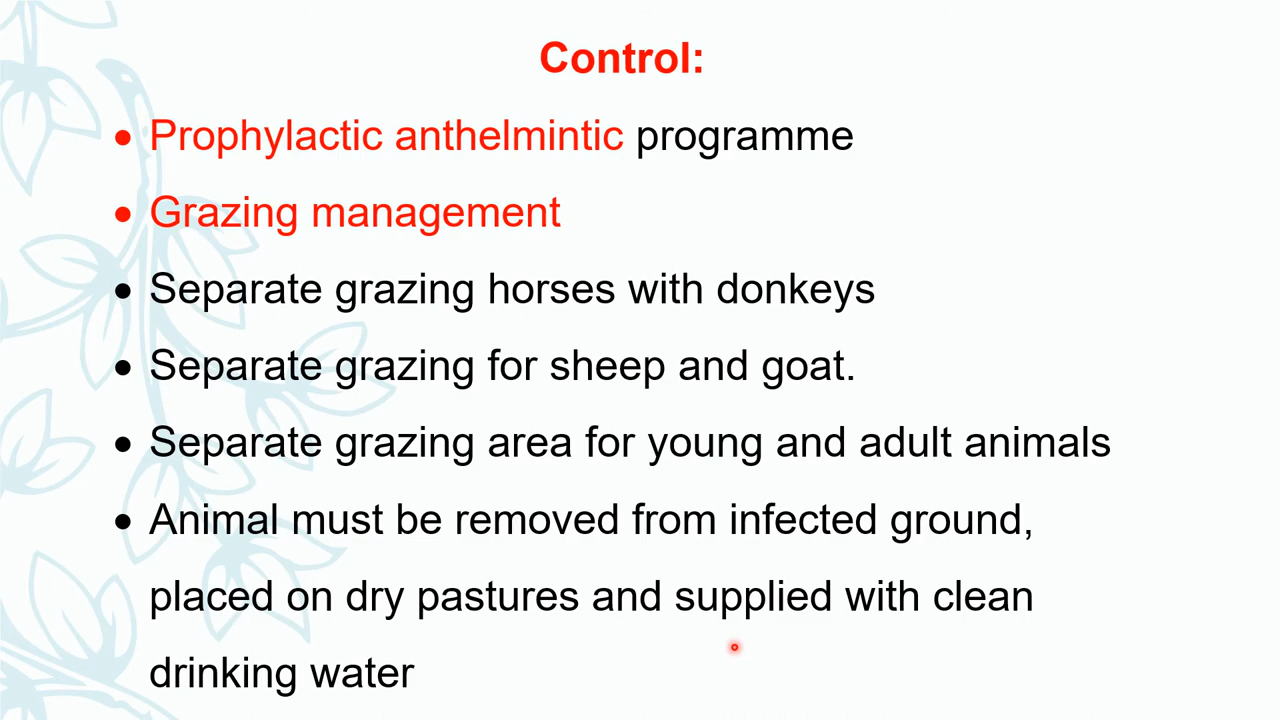 Control:
• Prophylactic anthelmintic programme
• Grazing management
• Separate grazing horses with donkeys
• Separate grazing for sheep and goat.
• Separate grazing area for young and adult animals
• Animal must be removed from infected ground,
placed on dry pastures and supplied with clean
drinking water